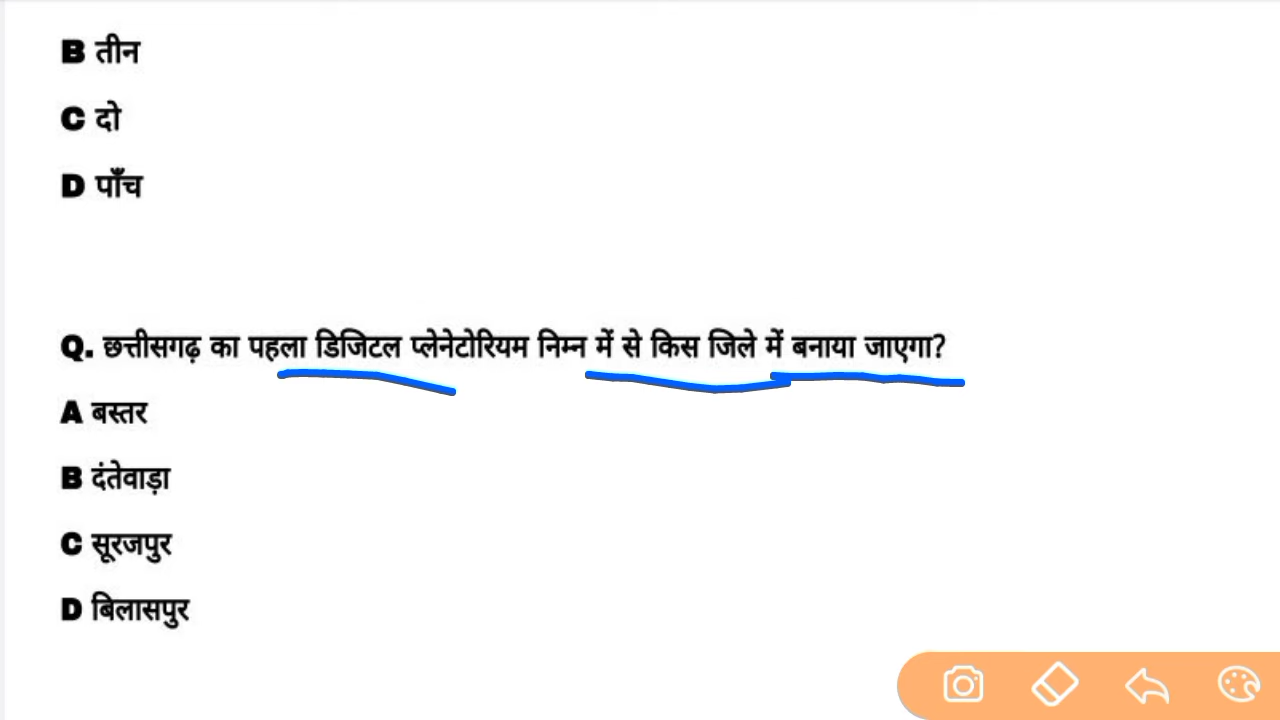 B तीन
C दो
D पाँच
Q. छत्तीसगढ़ का पहला डिजिटल प्लेनेटोरियम निम्न में से किस जिले में बनाया जाएगा?
A बस्तर
B दंतेवाड़ा
C सूरजपुर
D बिलासपुर